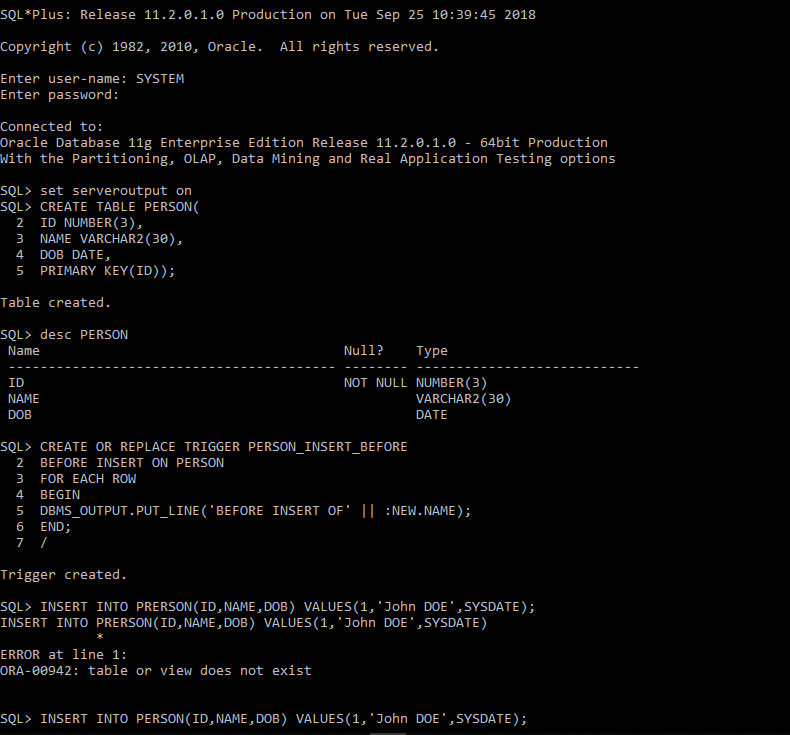 SQL*Plus: Release 11.2.0.1.0 Production on Tue Sep 25 10:39:45 2018
Copyright (c) 1982, 2010, Oracle.  All rights reserved.
Enter user-name: SYSTEM
Enter password:
Connected to:
Oracle Database 11g Enterprise Edition Release 11.2.0.1.0 - 64bit Production
With the Partitioning, OLAP, Data Mining and Real Application Testing options
SQL> set serveroutput on
SQL> CREATE TABLE PERSON(
  2  ID NUMBER(3),
  3  NAME VARCHAR2(30),
  4  DOB DATE,
  5  PRIMARY KEY(ID));
Table created.
SQL> desc PERSON
 Name                                      Null?    Type
 ----------------------------------------- -------- ----------------------------
 ID                                        NOT NULL NUMBER(3)
 NAME                                               VARCHAR2(30)
 DOB                                                DATE
SQL> CREATE OR REPLACE TRIGGER PERSON_INSERT_BEFORE
  2  BEFORE INSERT ON PERSON
  3  FOR EACH ROW
  4  BEGIN
  5  DBMS_OUTPUT.PUT_LINE('BEFORE INSERT OF' || :NEW.NAME);
  6  END;
  7  /
Trigger created.
SQL> INSERT INTO PRERSON(ID,NAME,DOB) VALUES(1,'John DOE',SYSDATE);
INSERT INTO PRERSON(ID,NAME,DOB) VALUES(1,'John DOE',SYSDATE)
            *
ERROR at line 1:
ORA-00942: table or view does not exist
SQL> INSERT INTO PERSON(ID,NAME,DOB) VALUES(1,'John DOE',SYSDATE);